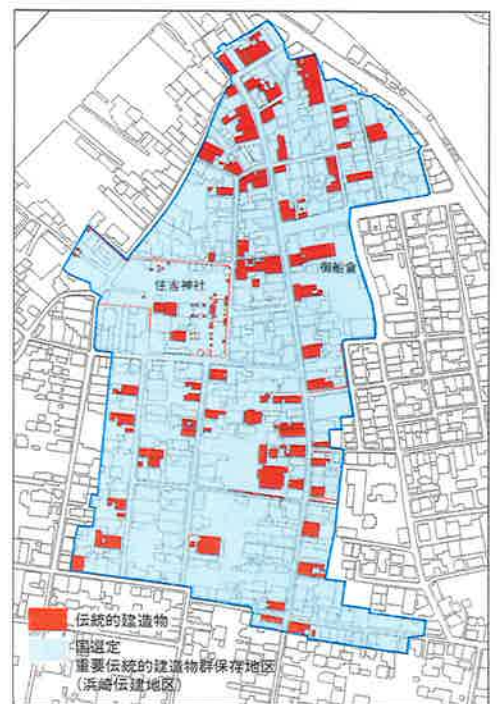 住吉神社
御船倉
伝統的建造物
国選定
重要伝統的建造物群保存地区
(浜崎伝建地区)